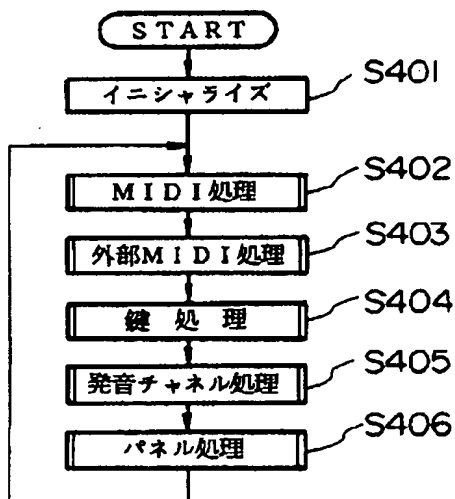 START
イニシャライズ S401
MIDI処理 S402
外部MIDI処理 S403
鍵処理 S404
発音チャネル処理 S405
パネル処理 S406